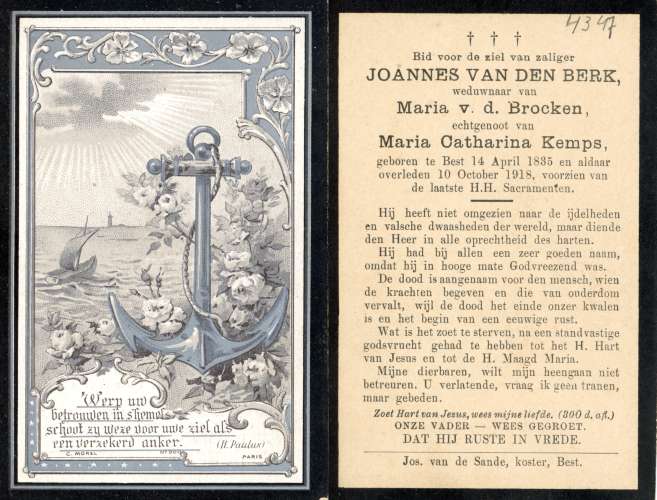 Werp uw
betrouwen in 's hemels
schoot zy weze voor uwe ziel als
een verzekerd anker.
(H. Paulus)
C. MOREL
PARIS
4347
† † †
Bid voor de ziel van zaliger
JOANNES VAN DEN BERK,
weduwnaar van
Maria v. d. Brocken,
echtgenoot van
Maria Catharina Kemps,
geboren te Best 14 April 1835 en aldaar
overleden 10 October 1918, voorzien van
de laatste H.H. Sacramenten.
Hij heeft niet omgezien naar de ijdelheden
en valsche dwaasheden der wereld, maar diende
den Heer in alle oprechtheid des harten.
Hij had bij allen een zeer goeden naam,
omdat hij in hooge mate Godvreezend was.
De dood is aangenaam voor den mensch, wien
de krachten begeven en die van ouderdom
vervalt, wijl de dood het einde onzer kwalen
is en het begin van een eeuwige rust.
Wat is het zoet te sterven, na een standvastige
godsvrucht gehad te hebben tot het H. Hart
van Jesus en tot de H. Maagd Maria.
Mijne dierbaren, wilt mijn heengaan niet
betreuren. U verlatende, vraag ik geen tranen,
maar gebeden.
Zoet Hart van Jesus, wees mijne liefde. (300 d. afl.)
ONZE VADER — WEES GEGROET.
DAT HIJ RUSTE IN VREDE.
Jos. van de Sande, koster, Best.